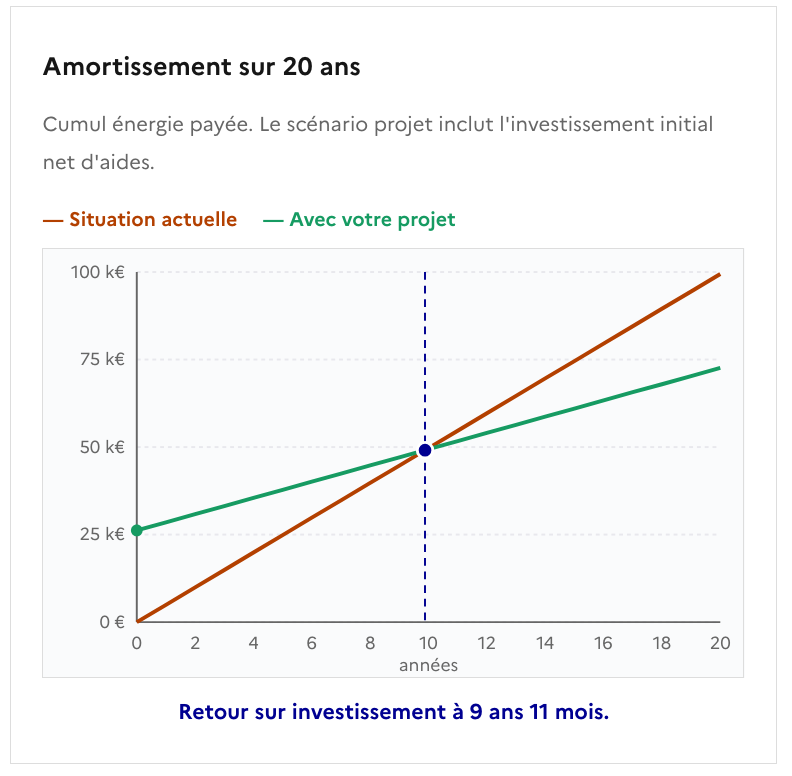 Amortissement sur 20 ans
Cumul énergie payée. Le scénario projet inclut l'investissement initial
net d'aides.
— Situation actuelle — Avec votre projet
100 k€
75 k€
50 k€
25 k€
0 €
0 2 4 6 8 10 12 14 16 18 20
années
Retour sur investissement à 9 ans 11 mois.